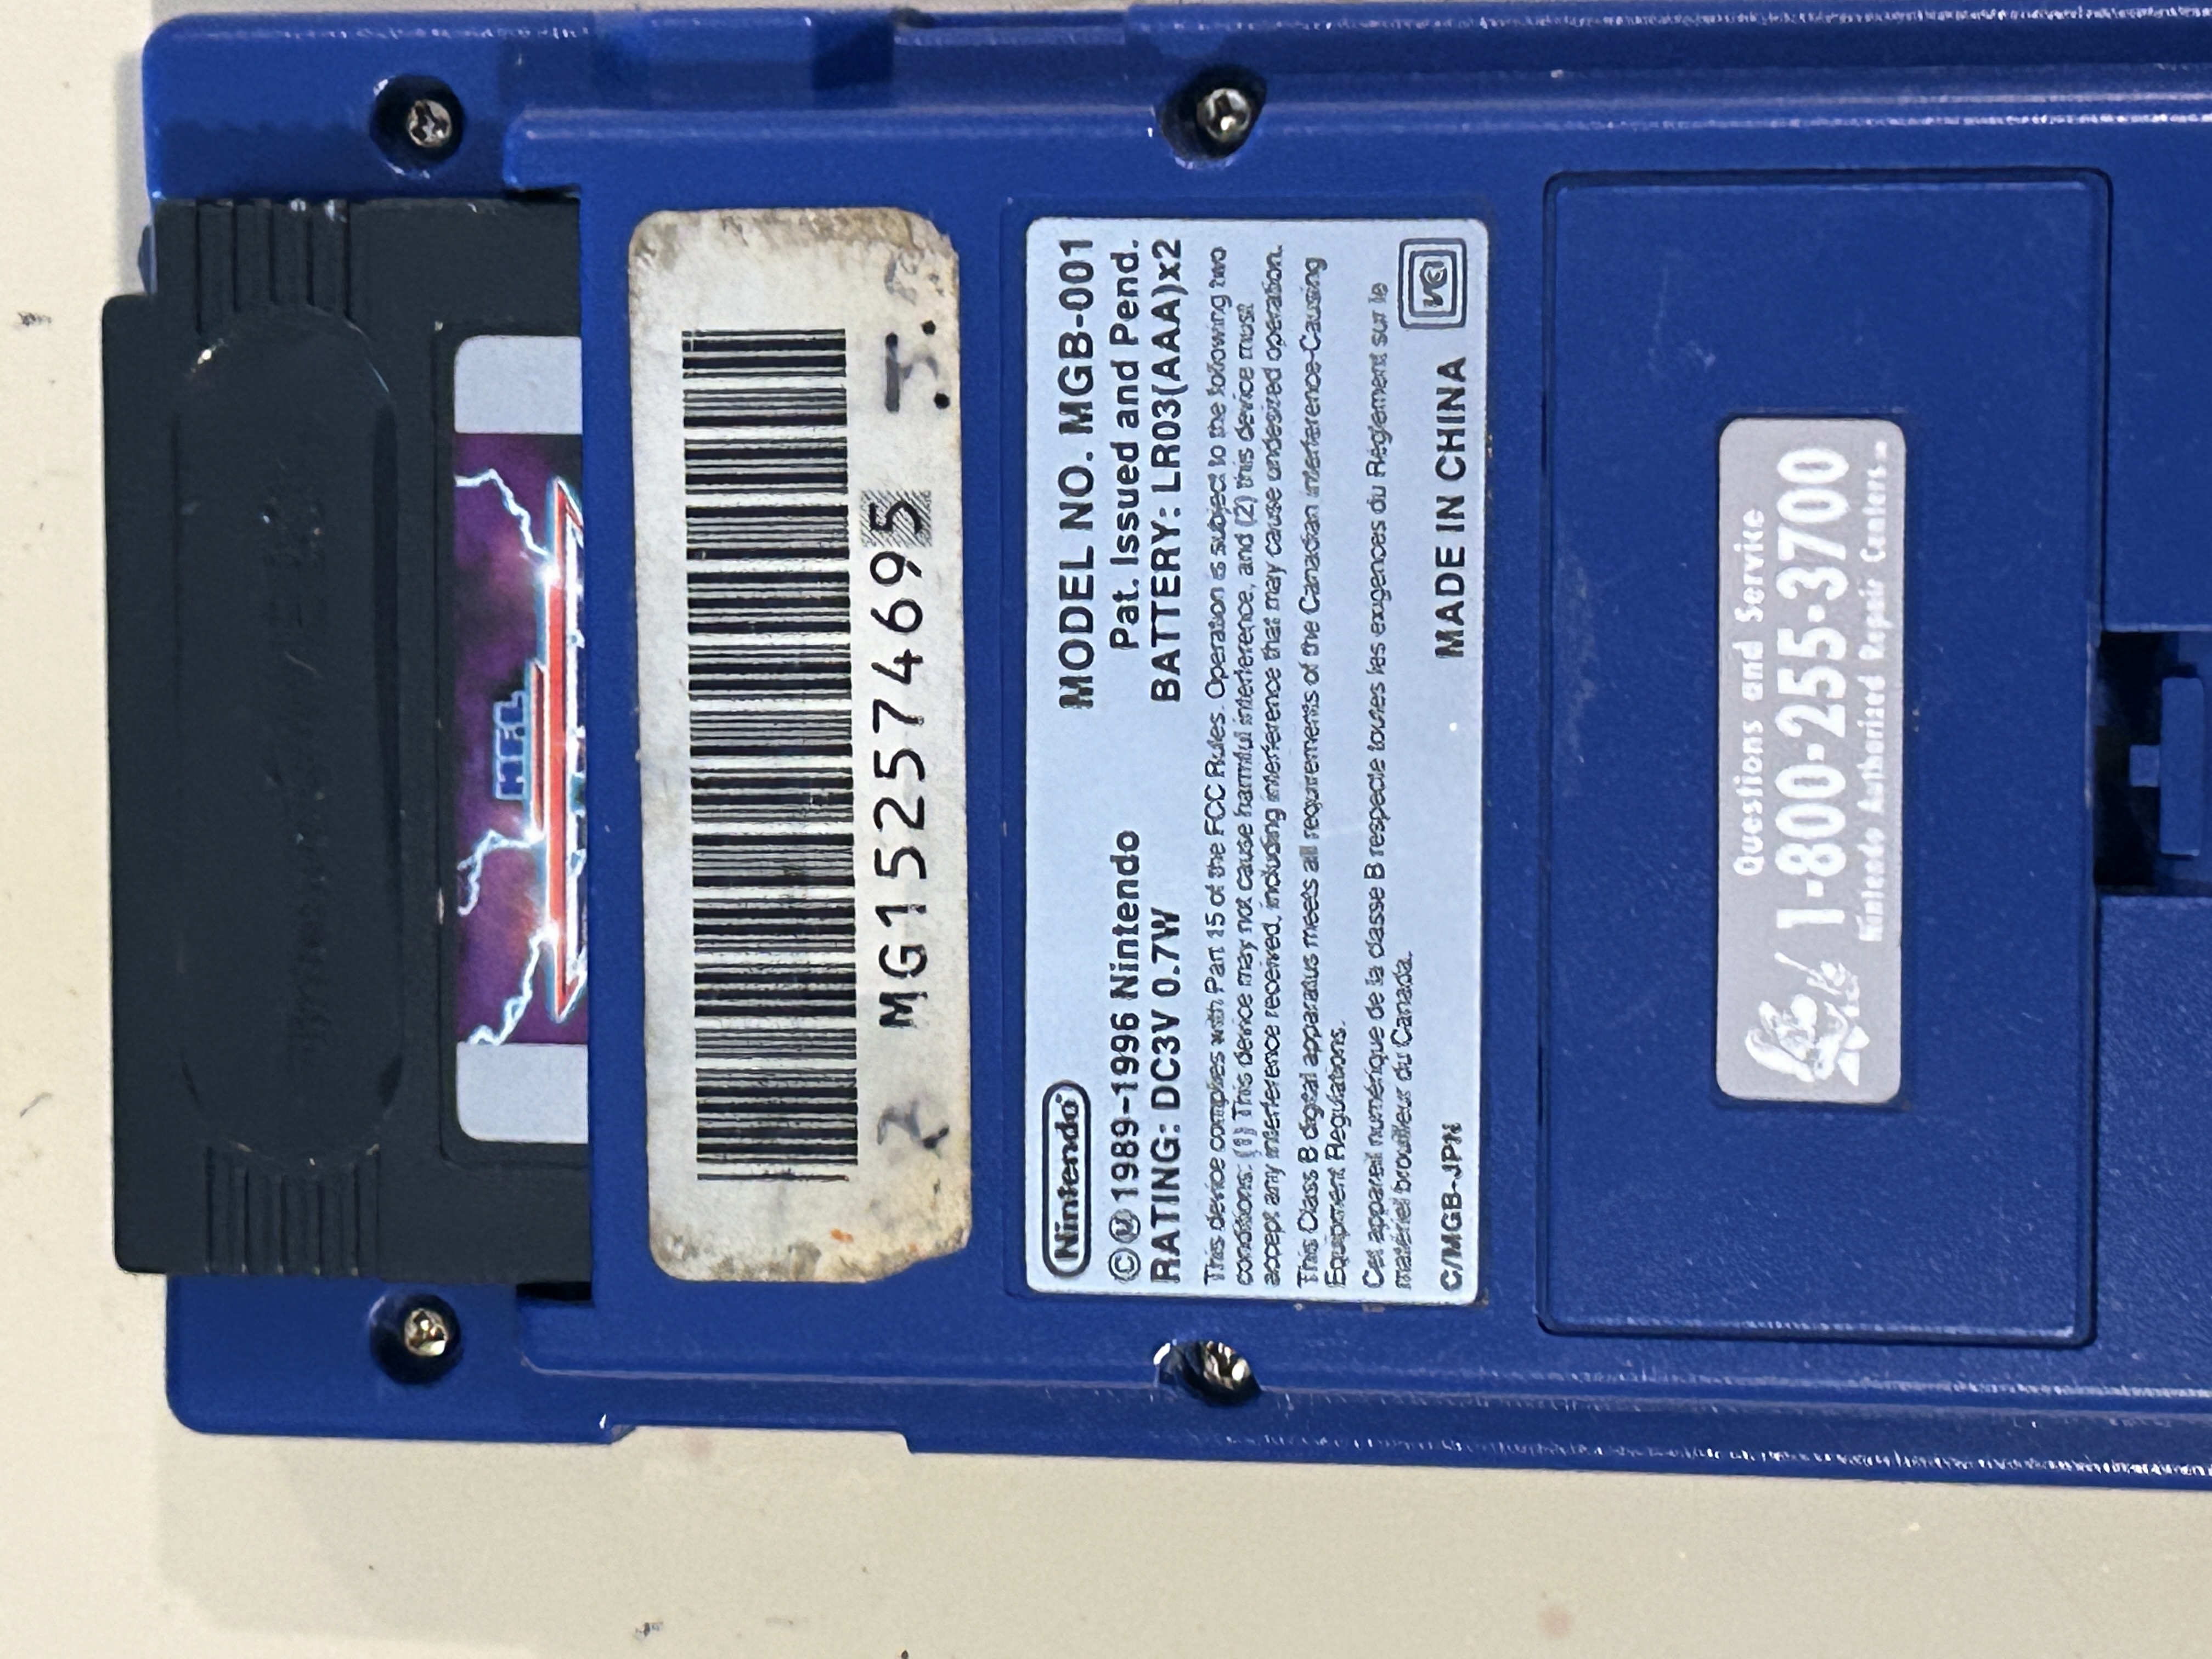 NFL
MG152574695
2
J.
Nintendo®
MODEL NO. MGB-001
©Ⓜ1989-1996 Nintendo Pat. Issued and Pend.
RATING: DC3V 0.7W BATTERY: LR03(AAA)x2
This device complies with Part 15 of the FCC Rules. Operation is subject to the following two
conditions: (1) This device may not cause harmful interference, and (2) this device must
accept any interference received, including interference that may cause undesired operation.
This Class B digital apparatus meets all requirements of the Canadian Interference-Causing
Equipment Regulations.
Cet appareil numérique de la classe B respecte toutes les exigences du Règlement sur le
matériel brouilleur du Canada.
C/MGB-JPN MADE IN CHINA
Questions and Service
1-800-255-3700
Nintendo Authorized Repair Centers